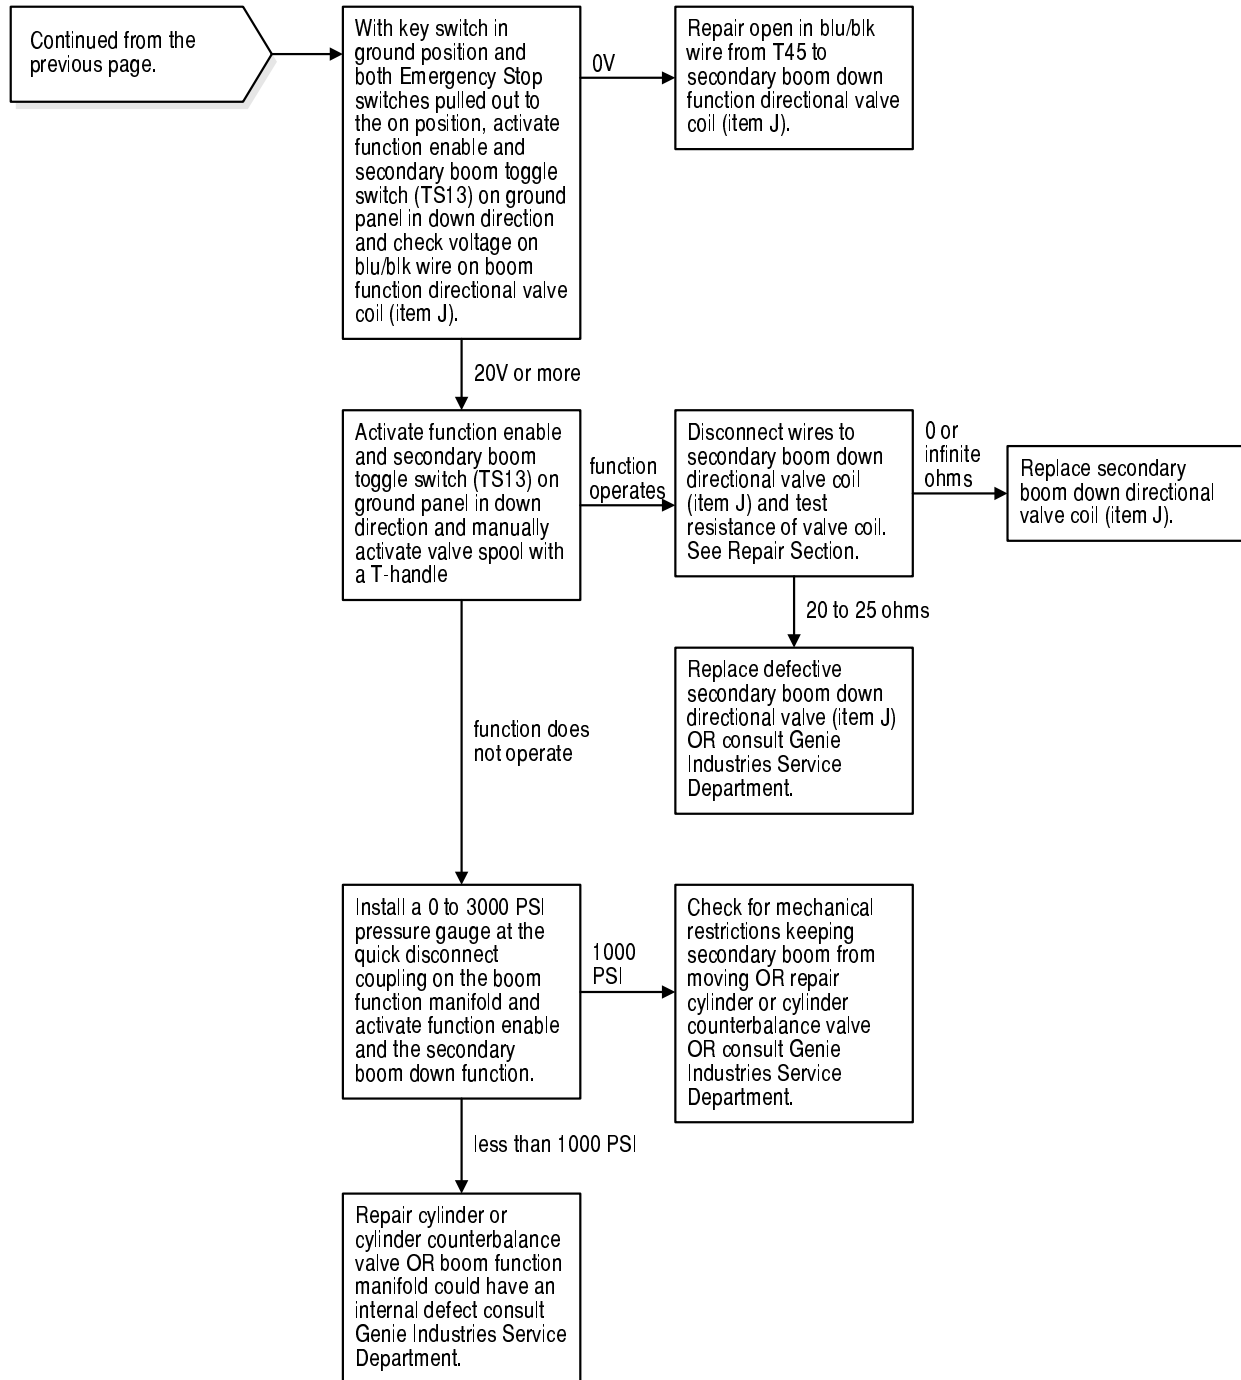 Continued from the
previous page.
With key switch in
ground position and
both Emergency Stop
switches pulled out to
the on position, activate
function enable and
secondary boom toggle
switch (TS13) on ground
panel in down direction
and check voltage on
blu/blk wire on boom
function directional valve
coil (item J).
0V
Repair open in blu/blk
wire from T45 to
secondary boom down
function directional valve
coil (item J).
20V or more
Activate function enable
and secondary boom
toggle switch (TS13) on
ground panel in down
direction and manually
activate valve spool with
a T-handle
function
operates
Disconnect wires to
secondary boom down
directional valve coil
(item J) and test
resistance of valve coil.
See Repair Section.
0 or
infinite
ohms
Replace secondary
boom down directional
valve coil (item J).
20 to 25 ohms
Replace defective
secondary boom down
directional valve (item J)
OR consult Genie
Industries Service
Department.
function does
not operate
Install a 0 to 3000 PSI
pressure gauge at the
quick disconnect
coupling on the boom
function manifold and
activate function enable
and the secondary
boom down function.
1000
PSI
Check for mechanical
restrictions keeping
secondary boom from
moving OR repair
cylinder or cylinder
counterbalance valve
OR consult Genie
Industries Service
Department.
less than 1000 PSI
Repair cylinder or
cylinder counterbalance
valve OR boom function
manifold could have an
internal defect consult
Genie Industries Service
Department.